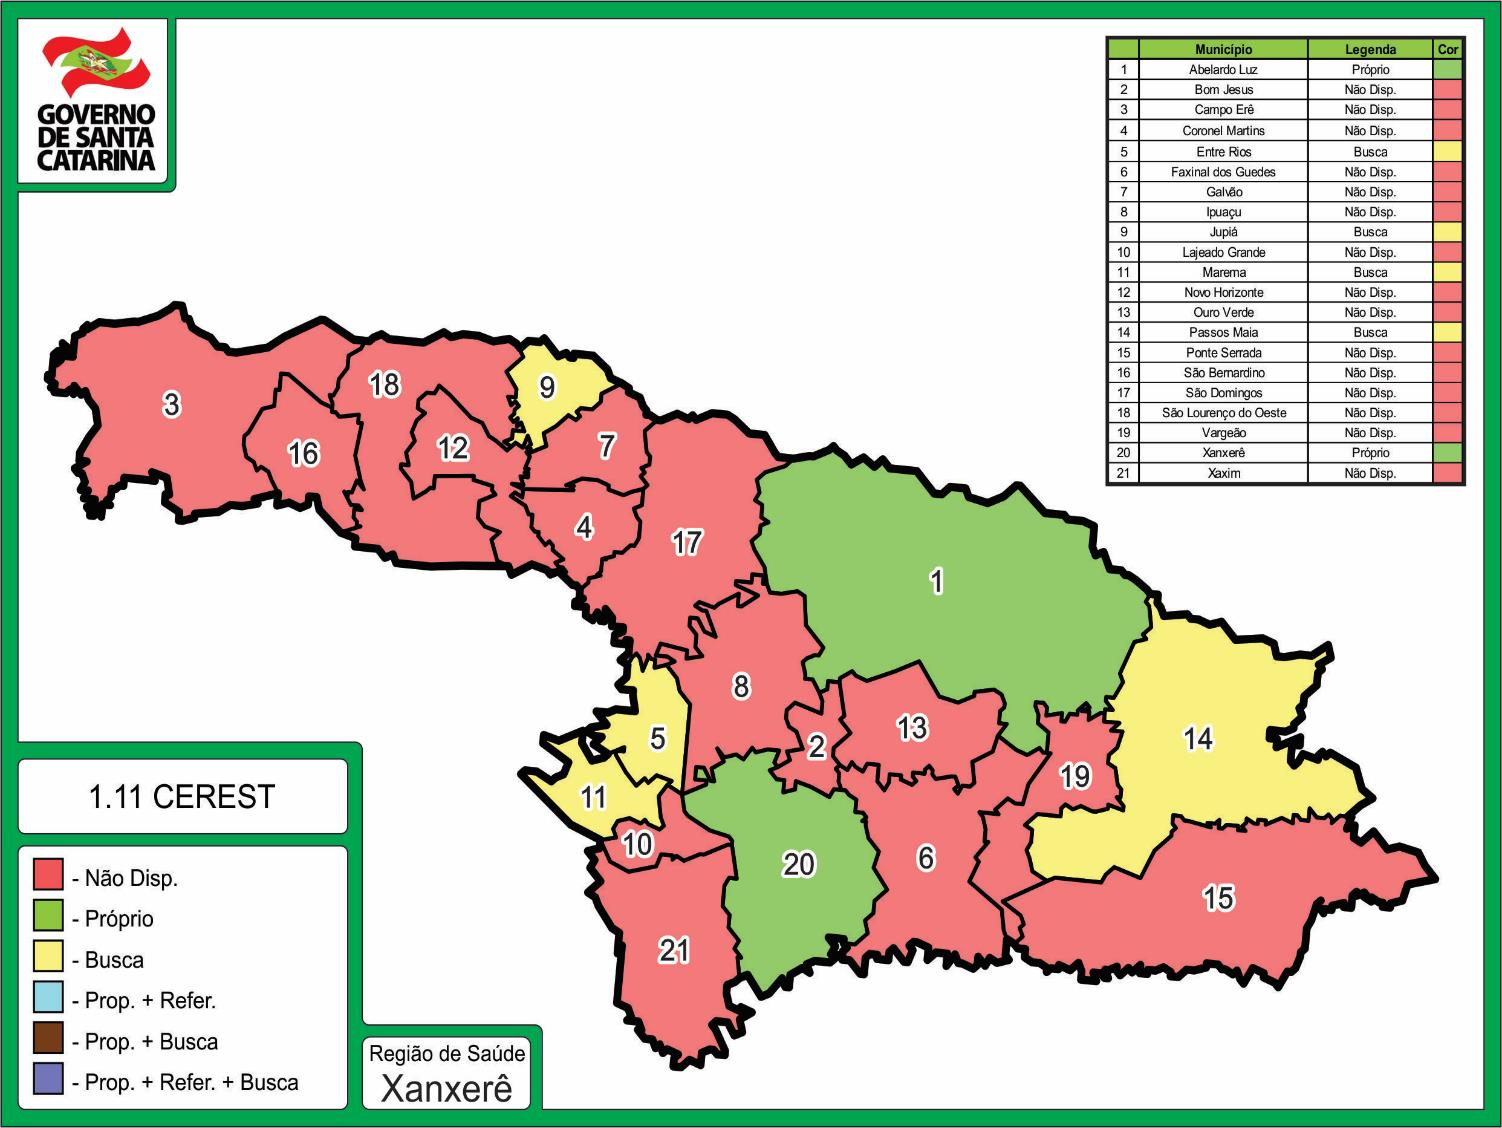 GOVERNO
DE SANTA
CATARINA
Município Legenda Cor
1 Abelardo Luz Próprio
2 Bom Jesus Não Disp.
3 Campo Erê Não Disp.
4 Coronel Martins Não Disp.
5 Entre Rios Busca
6 Faxinal dos Guedes Não Disp.
7 Galvão Não Disp.
8 Ipuaçu Não Disp.
9 Jupiá Busca
10 Lajeado Grande Não Disp.
11 Marema Busca
12 Novo Horizonte Não Disp.
13 Ouro Verde Não Disp.
14 Passos Maia Busca
15 Ponte Serrada Não Disp.
16 São Bernardino Não Disp.
17 São Domingos Não Disp.
18 São Lourenço do Oeste Não Disp.
19 Vargeão Não Disp.
20 Xanxerê Próprio
21 Xaxim Não Disp.
3
18
9
16
12
7
4
17
1
8
5
2
13
14
19
11
10
20
6
15
21
1.11 CEREST
- Não Disp.
- Próprio
- Busca
- Prop. + Refer.
- Prop. + Busca
- Prop. + Refer. + Busca
Região de Saúde
Xanxerê